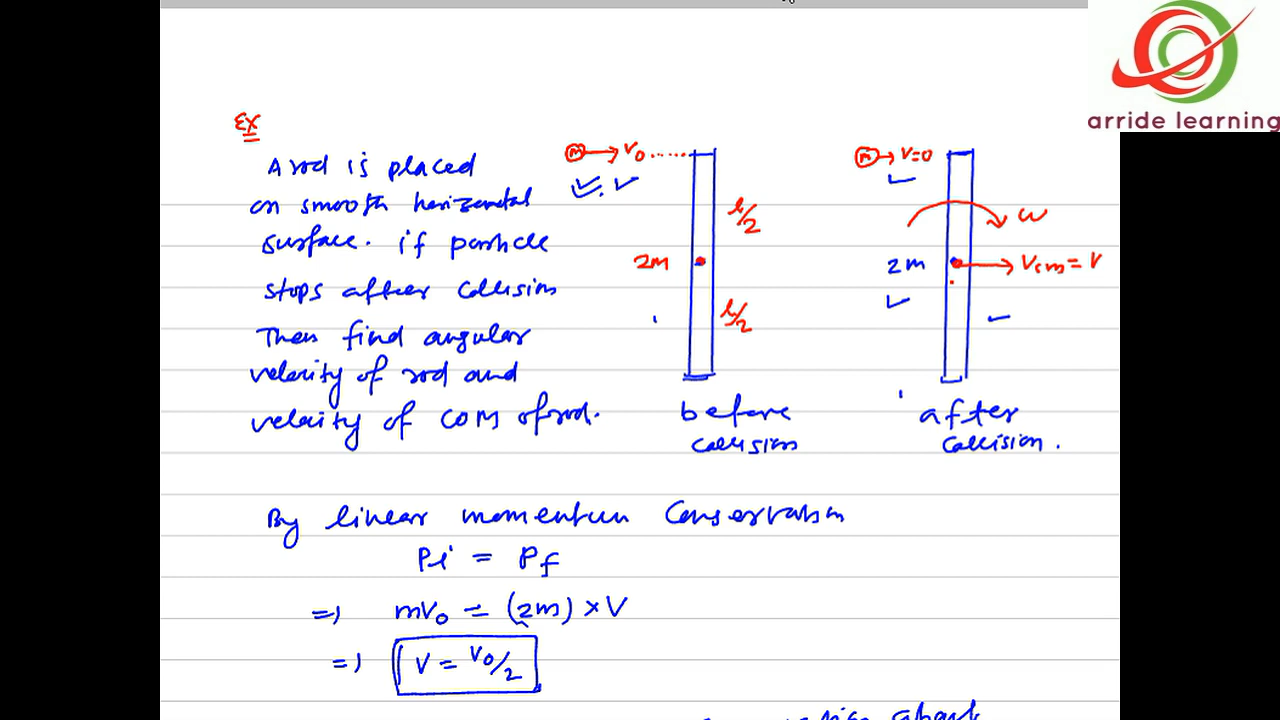 arride learning
Ex
A rod is placed
on smooth horizontal
surface. if particle
stops after collision
Then find angular
velocity of rod and
velocity of COM of rod.
m → V₀
l/2
2m
l/2
before
collision
m → V=0
ω
2m
Vcm = V
after
collision.
By linear momentum Conservation
Pi = Pf
=) mV₀ = (2m) × V
=) V = V₀/2
about